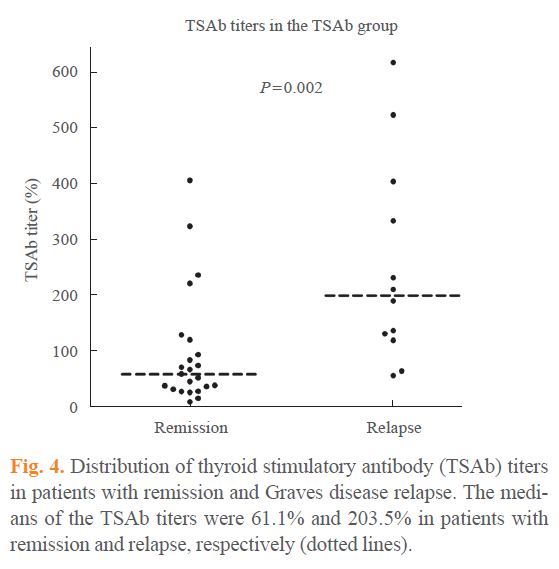 TSAb titers in the TSAb group
P=0.002
TSAb titer (%)
600
500
400
300
200
100
0
Remission
Relapse
Fig. 4. Distribution of thyroid stimulatory antibody (TSAb) titers
in patients with remission and Graves disease relapse. The medi-
ans of the TSAb titers were 61.1% and 203.5% in patients with
remission and relapse, respectively (dotted lines).